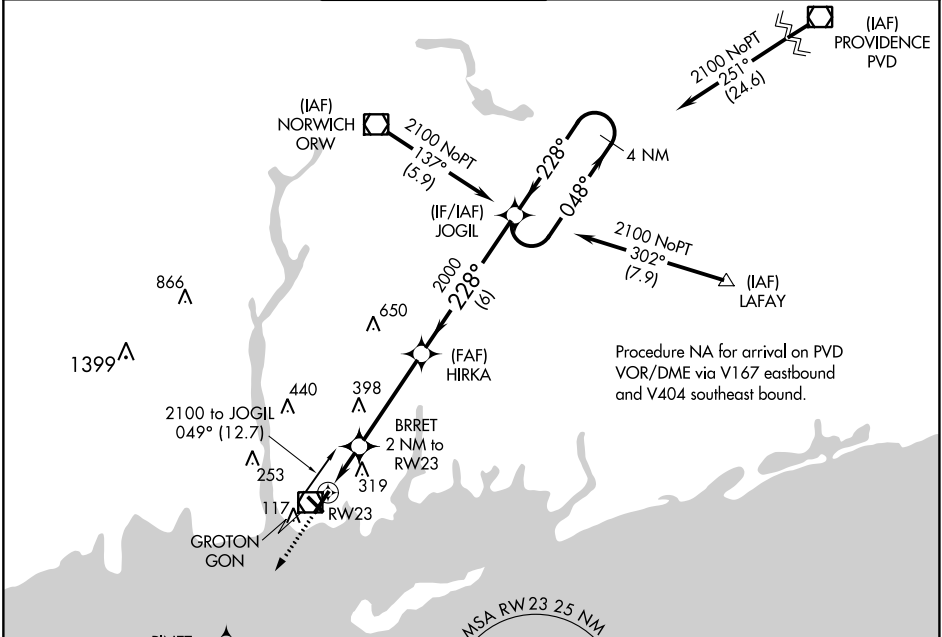 (IAF)
PROVIDENCE
PVD
2100 NoPT
251°
(24.6)
(IAF)
NORWICH
ORW
2100 NoPT
137°
(5.9)
4 NM
228°
048°
(IF/IAF)
JOGIL
2100 NoPT
302°
(7.9)
(IAF)
LAFAY
2000
228°
(6)
866
650
1399
(FAF)
HIRKA
Procedure NA for arrival on PVD
VOR/DME via V167 eastbound
and V404 southeast bound.
440
398
2100 to JOGIL
049° (12.7)
BRRET
2 NM to
RW23
253
319
117
RW23
GROTON
GON
MSA RW23 25 NM